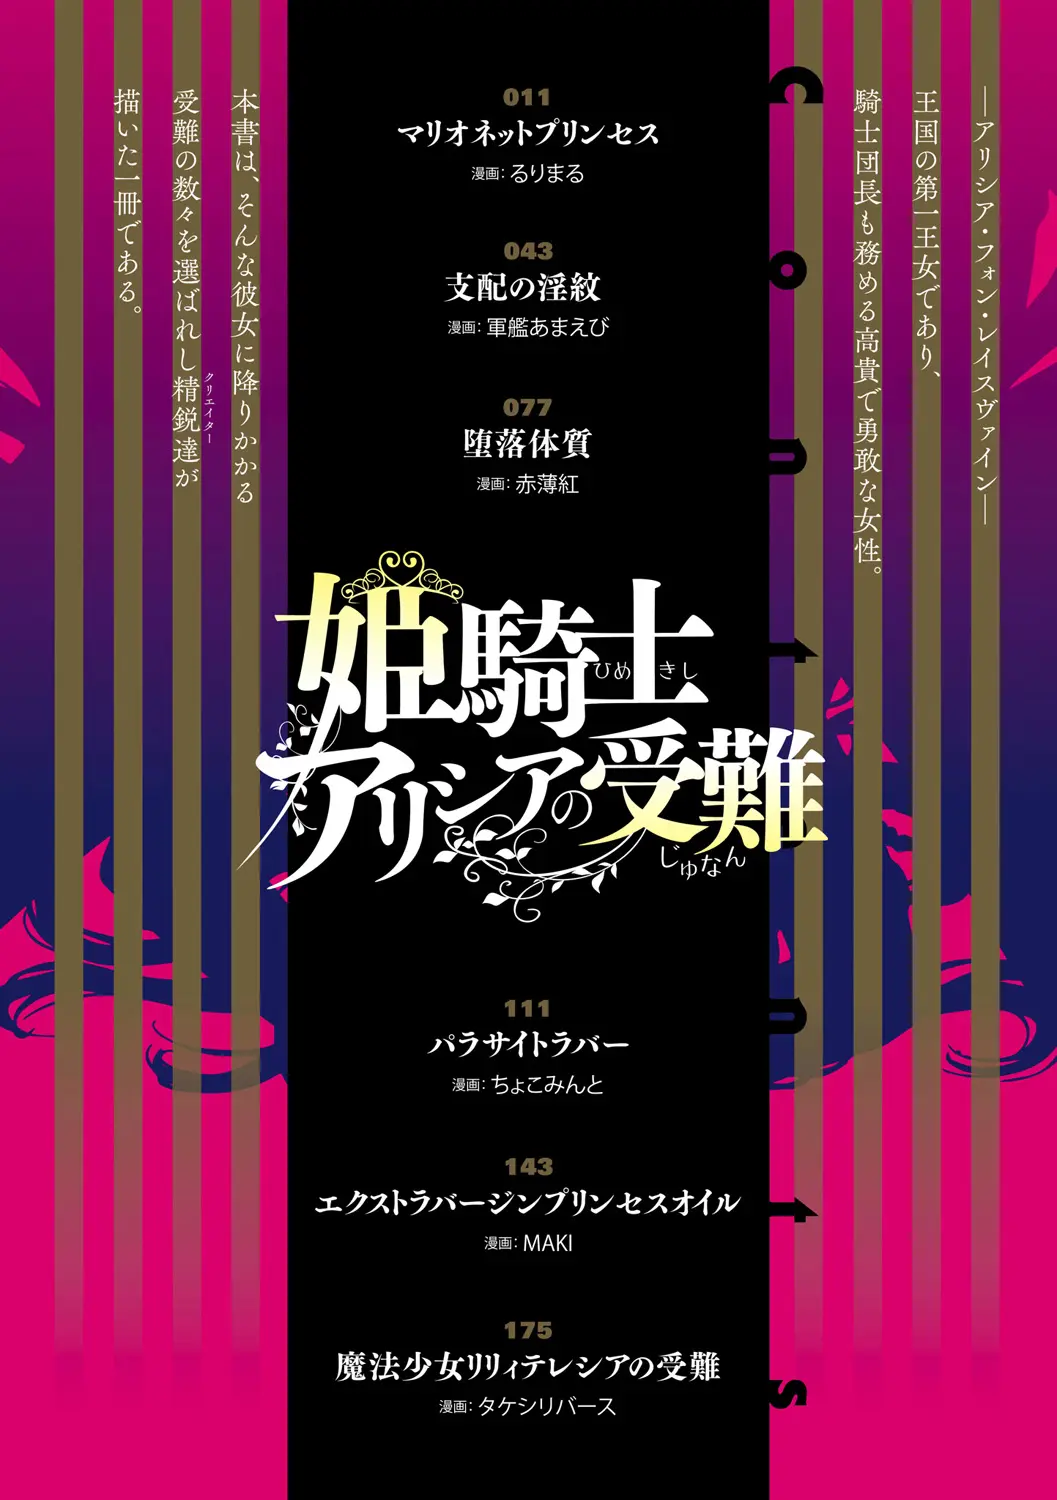 Contents
―アリシア・フォン・レイスヴァイン―
王国の第一王女であり、
騎士団長も務める高貴で勇敢な女性。
011
マリオネットプリンセス
漫画：るりまる
043
支配の淫紋
漫画：軍艦あまえび
077
堕落体質
漫画：赤薄紅
姫騎士
ひめきし
アリシアの受難
じゅなん
111
パラサイトラバー
漫画：ちょこみんと
143
エクストラバージンプリンセスオイル
漫画：MAKI
175
魔法少女リリィテレシアの受難
漫画：タケシリバース
本書は、そんな彼女に降りかかる
受難の数々を選ばれし精鋭達が
クリエイター
描いた一冊である。